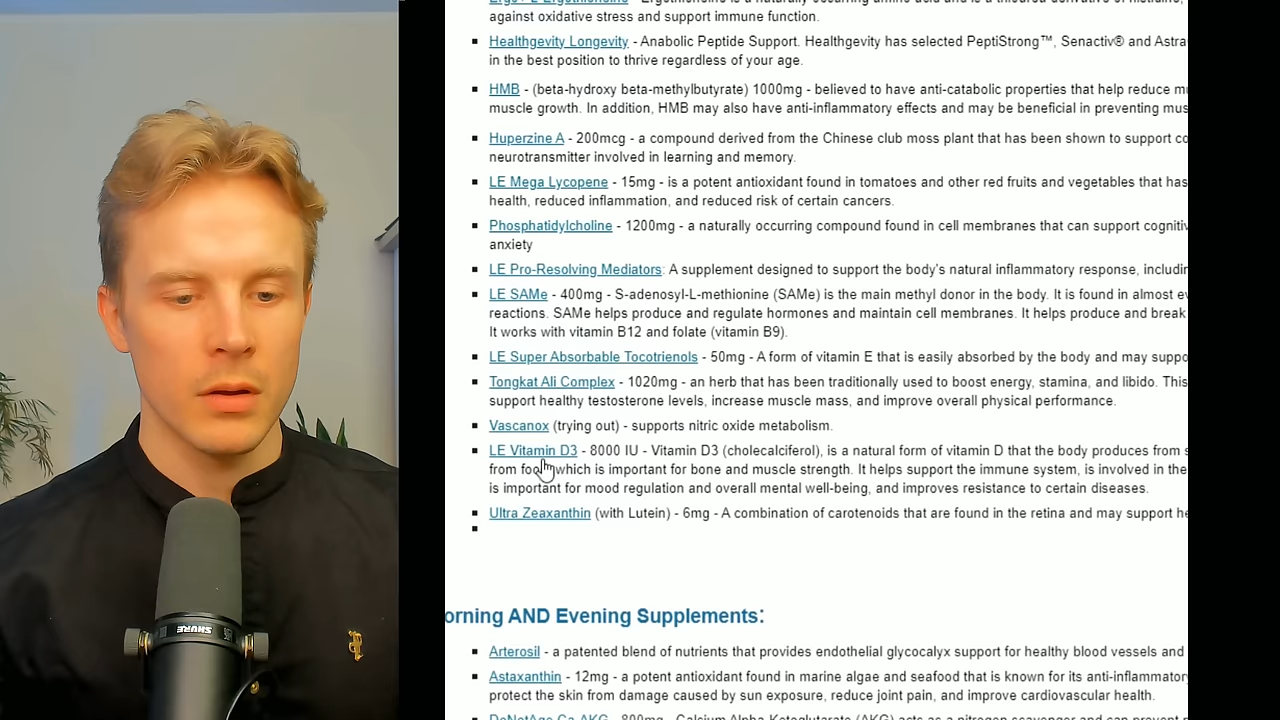 against oxidative stress and support immune function.
Healthgevity Longevity - Anabolic Peptide Support. Healthgevity has selected PeptiStrong™, Senactiv® and Astra
in the best position to thrive regardless of your age.
HMB - (beta-hydroxy beta-methylbutyrate) 1000mg - believed to have anti-catabolic properties that help reduce m
muscle growth. In addition, HMB may also have anti-inflammatory effects and may be beneficial in preventing mus
Huperzine A - 200mcg - a compound derived from the Chinese club moss plant that has been shown to support co
neurotransmitter involved in learning and memory.
LE Mega Lycopene - 15mg - is a potent antioxidant found in tomatoes and other red fruits and vegetables that has
health, reduced inflammation, and reduced risk of certain cancers.
Phosphatidylcholine - 1200mg - a naturally occurring compound found in cell membranes that can support cognitiv
anxiety
LE Pro-Resolving Mediators: A supplement designed to support the body's natural inflammatory response, includin
LE SAMe - 400mg - S-adenosyl-L-methionine (SAMe) is the main methyl donor in the body. It is found in almost ev
reactions. SAMe helps produce and regulate hormones and maintain cell membranes. It helps produce and break
It works with vitamin B12 and folate (vitamin B9).
LE Super Absorbable Tocotrienols - 50mg - A form of vitamin E that is easily absorbed by the body and may suppo
Tongkat Ali Complex - 1020mg - an herb that has been traditionally used to boost energy, stamina, and libido. This
support healthy testosterone levels, increase muscle mass, and improve overall physical performance.
Vascanox (trying out) - supports nitric oxide metabolism.
LE Vitamin D3 - 8000 IU - Vitamin D3 (cholecalciferol), is a natural form of vitamin D that the body produces from s
from foo which is important for bone and muscle strength. It helps support the immune system, is involved in the
is important for mood regulation and overall mental well-being, and improves resistance to certain diseases.
Ultra Zeaxanthin (with Lutein) - 6mg - A combination of carotenoids that are found in the retina and may support he
orning AND Evening Supplements:
Arterosil - a patented blend of nutrients that provides endothelial glycocalyx support for healthy blood vessels and
Astaxanthin - 12mg - a potent antioxidant found in marine algae and seafood that is known for its anti-inflammatory
protect the skin from damage caused by sun exposure, reduce joint pain, and improve cardiovascular health.
SHURE